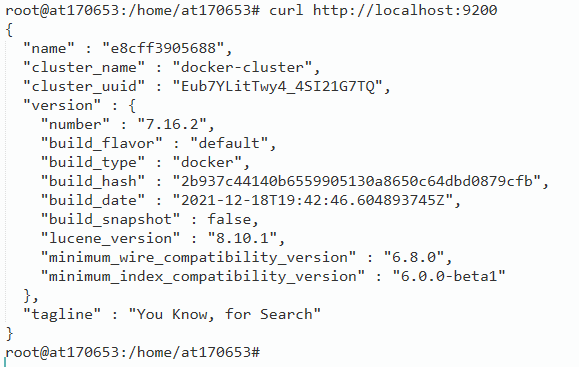 root@at170653:/home/at170653# curl http://localhost:9200
{
  "name" : "e8cff3905688",
  "cluster_name" : "docker-cluster",
  "cluster_uuid" : "Eub7YLitTwy4_4SI21G7TQ",
  "version" : {
    "number" : "7.16.2",
    "build_flavor" : "default",
    "build_type" : "docker",
    "build_hash" : "2b937c44140b6559905130a8650c64dbd0879cfb",
    "build_date" : "2021-12-18T19:42:46.604893745Z",
    "build_snapshot" : false,
    "lucene_version" : "8.10.1",
    "minimum_wire_compatibility_version" : "6.8.0",
    "minimum_index_compatibility_version" : "6.0.0-beta1"
  },
  "tagline" : "You Know, for Search"
}
root@at170653:/home/at170653#